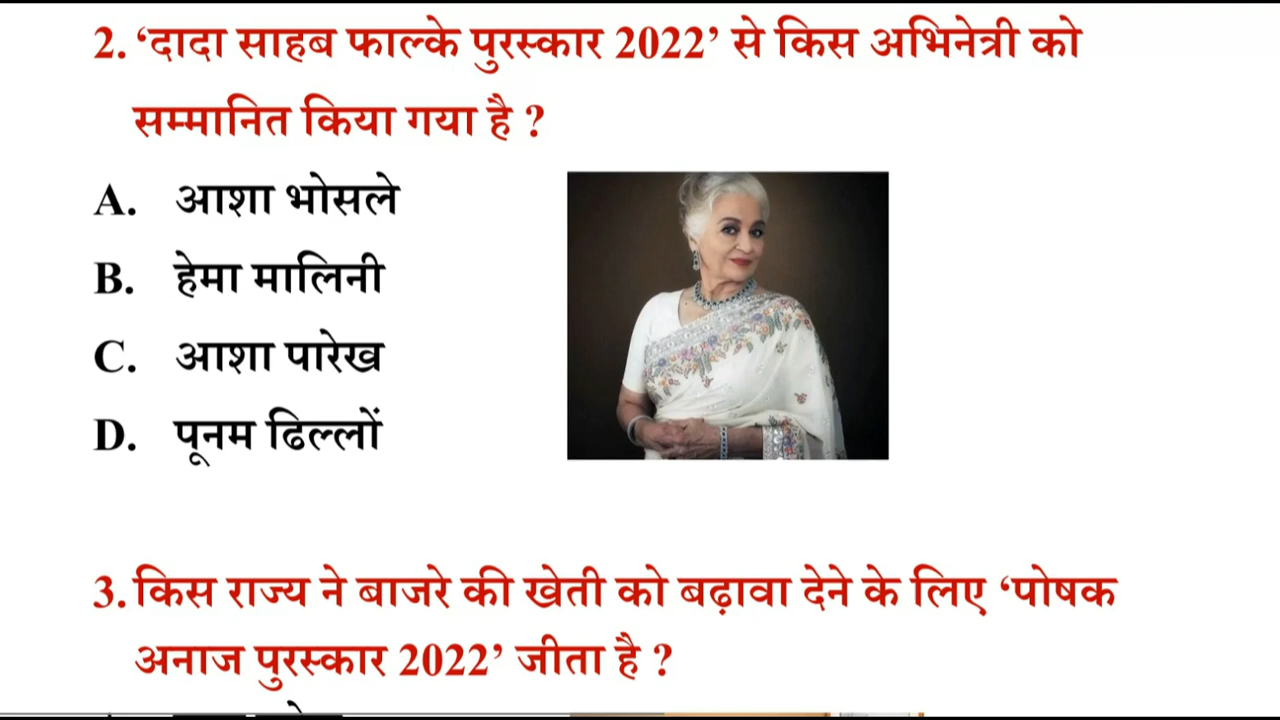 2. ‘दादा साहब फाल्के पुरस्कार 2022’ से किस अभिनेत्री को
सम्मानित किया गया है ?
A. आशा भोसले
B. हेमा मालिनी
C. आशा पारेख
D. पूनम ढिल्लों
3. किस राज्य ने बाजरे की खेती को बढ़ावा देने के लिए ‘पोषक
अनाज पुरस्कार 2022’ जीता है ?